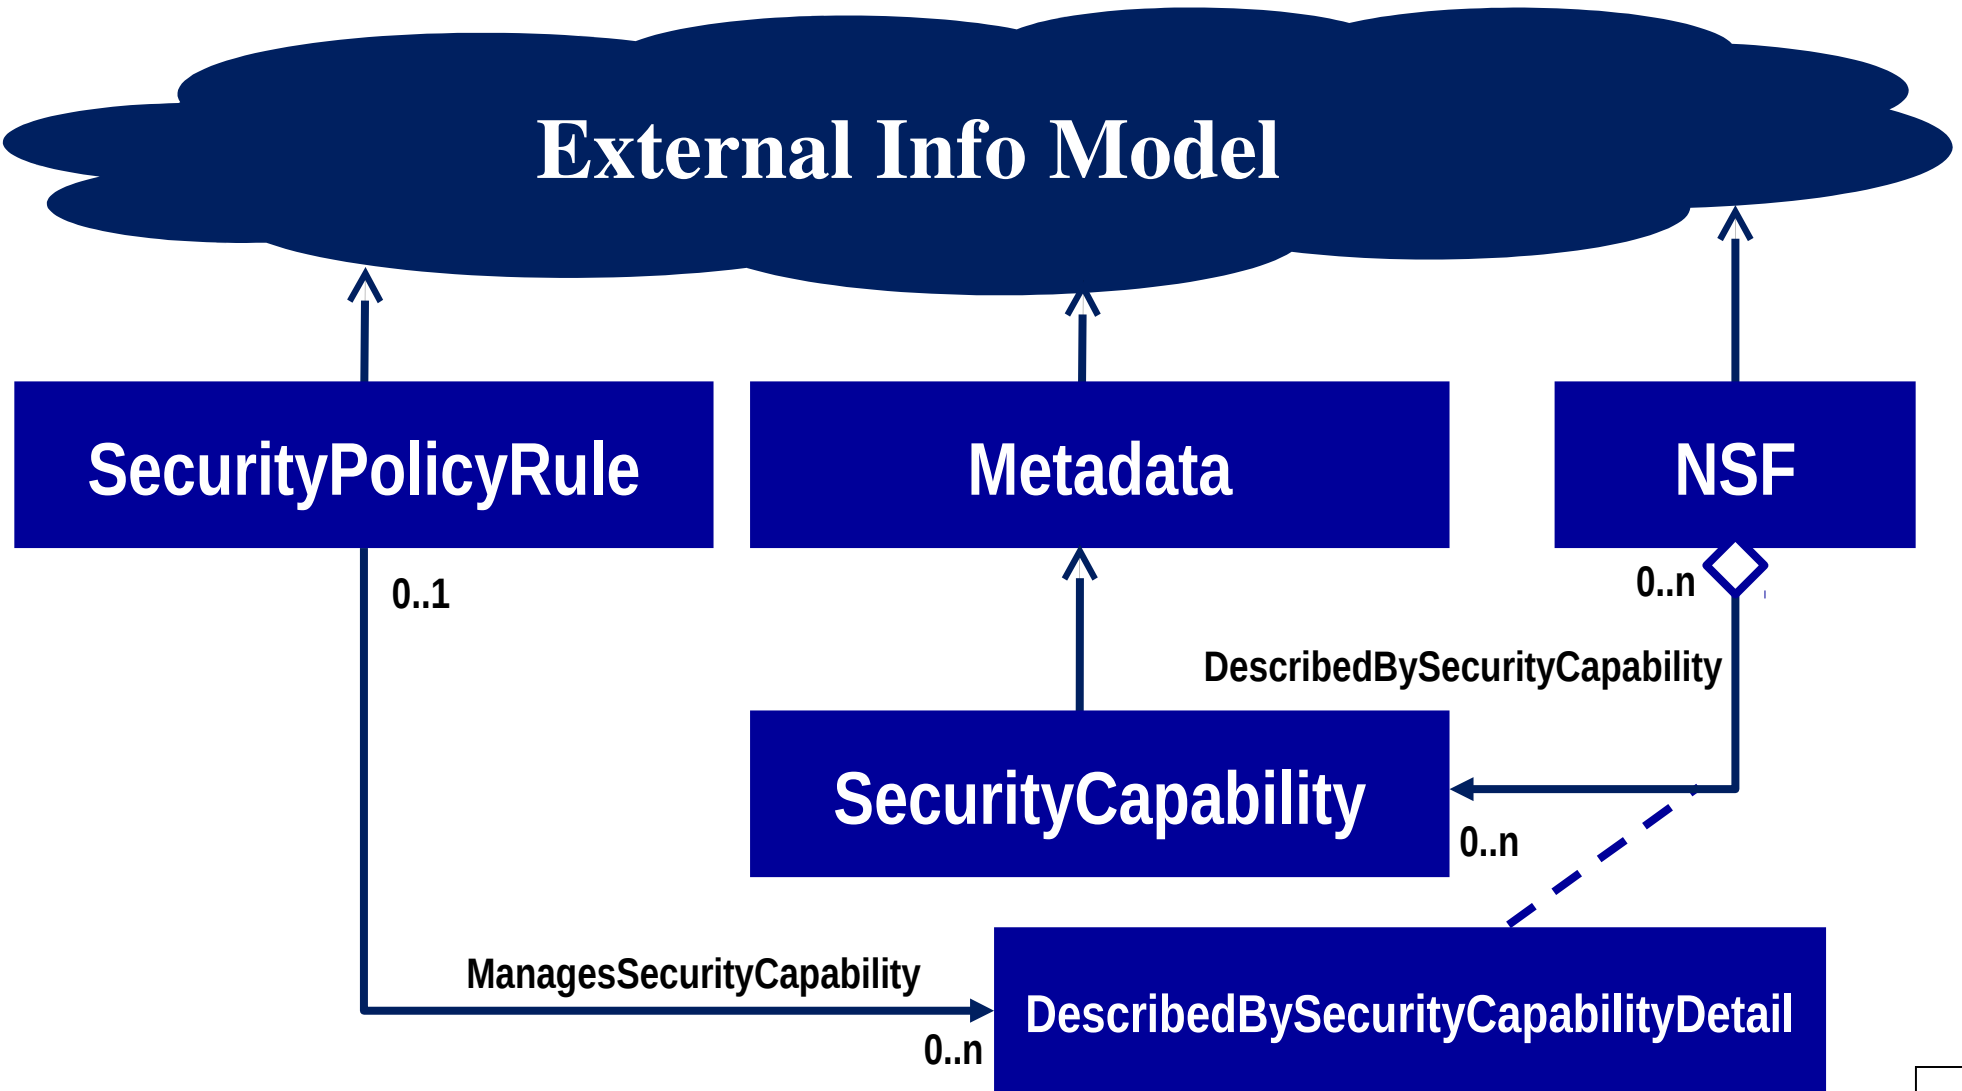 External Info Model
SecurityPolicyRule
Metadata
NSF
0..1
0..n
DescribedBySecurityCapability
SecurityCapability
0..n
ManagesSecurityCapability
DescribedBySecurityCapabilityDetail
0..n